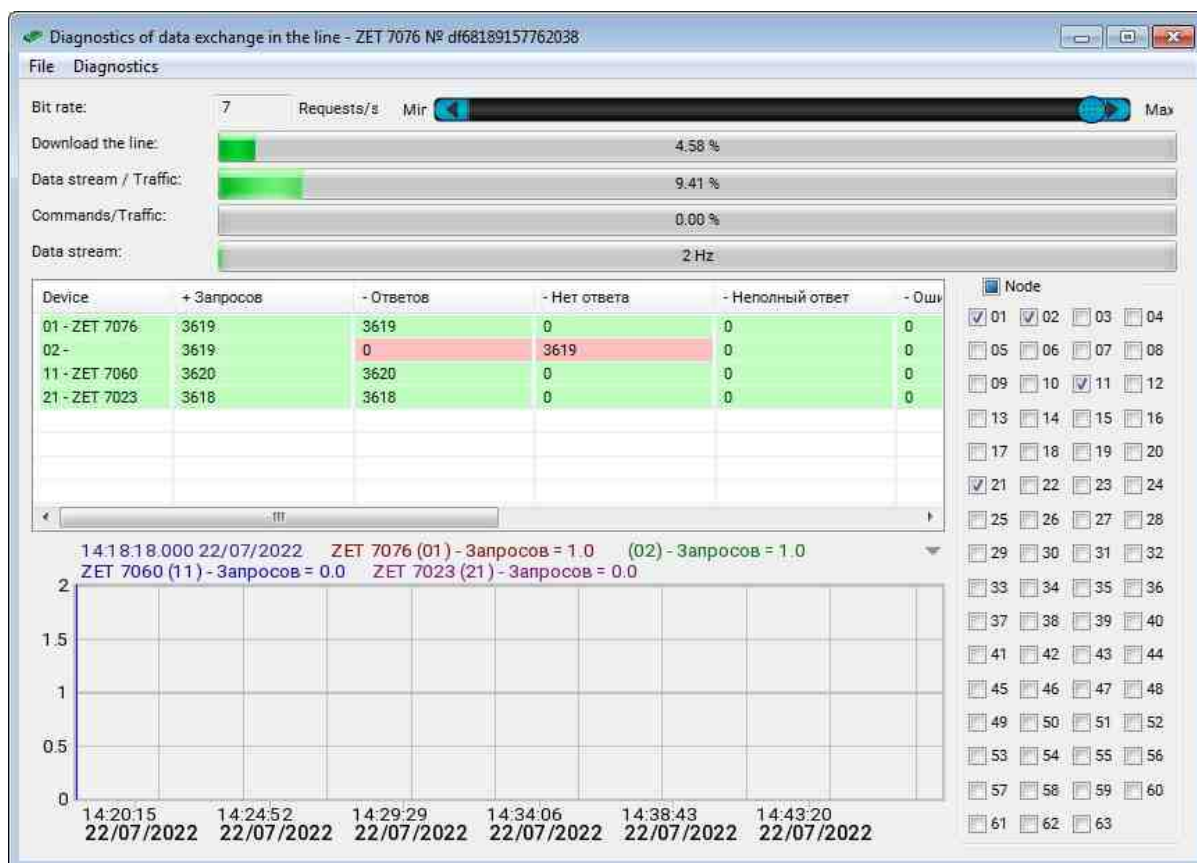 Diagnostics of data exchange in the line - ZET 7076 № df68189157762038
File Diagnostics
Bit rate: 7 Requests/s Mir Max
Download the line: 4.58 %
Data stream / Traffic: 9.41 %
Commands/Traffic: 0.00 %
Data stream: 2 Hz
Device + Запросов - Ответов - Нет ответа - Неполный ответ - Оши
01 - ZET 7076 3619 3619 0 0 0
02 - 3619 0 3619 0 0
11 - ZET 7060 3620 3620 0 0 0
21 - ZET 7023 3618 3618 0 0 0
14:18:18.000 22/07/2022 ZET 7076 (01) - Запросов = 1.0 (02) - Запросов = 1.0
ZET 7060 (11) - Запросов = 0.0 ZET 7023 (21) - Запросов = 0.0
2
1.5
1
0.5
0
14:20:15 14:24:52 14:29:29 14:34:06 14:38:43 14:43:20
22/07/2022 22/07/2022 22/07/2022 22/07/2022 22/07/2022 22/07/2022
Node
01 02 03 04
05 06 07 08
09 10 11 12
13 14 15 16
17 18 19 20
21 22 23 24
25 26 27 28
29 30 31 32
33 34 35 36
37 38 39 40
41 42 43 44
45 46 47 48
49 50 51 52
53 54 55 56
57 58 59 60
61 62 63